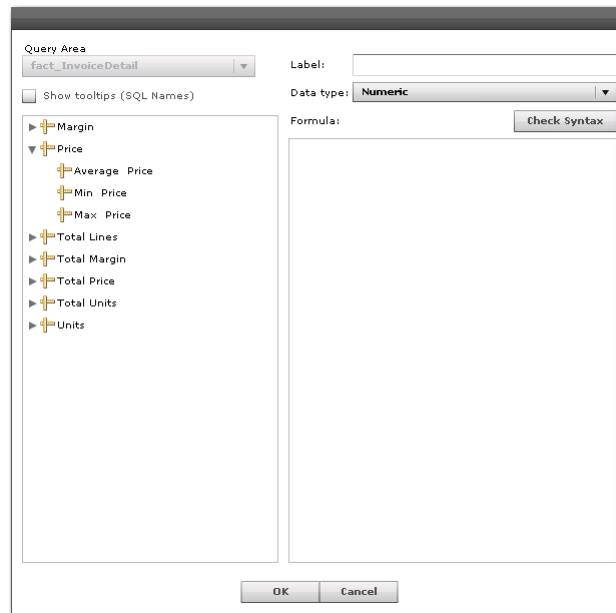 Query Area
fact_InvoiceDetail
Show tooltips (SQL Names)
Margin
Price
Average Price
Min Price
Max Price
Total Lines
Total Margin
Total Price
Total Units
Units
Label:
Data type: Numeric
Formula: Check Syntax
OK Cancel